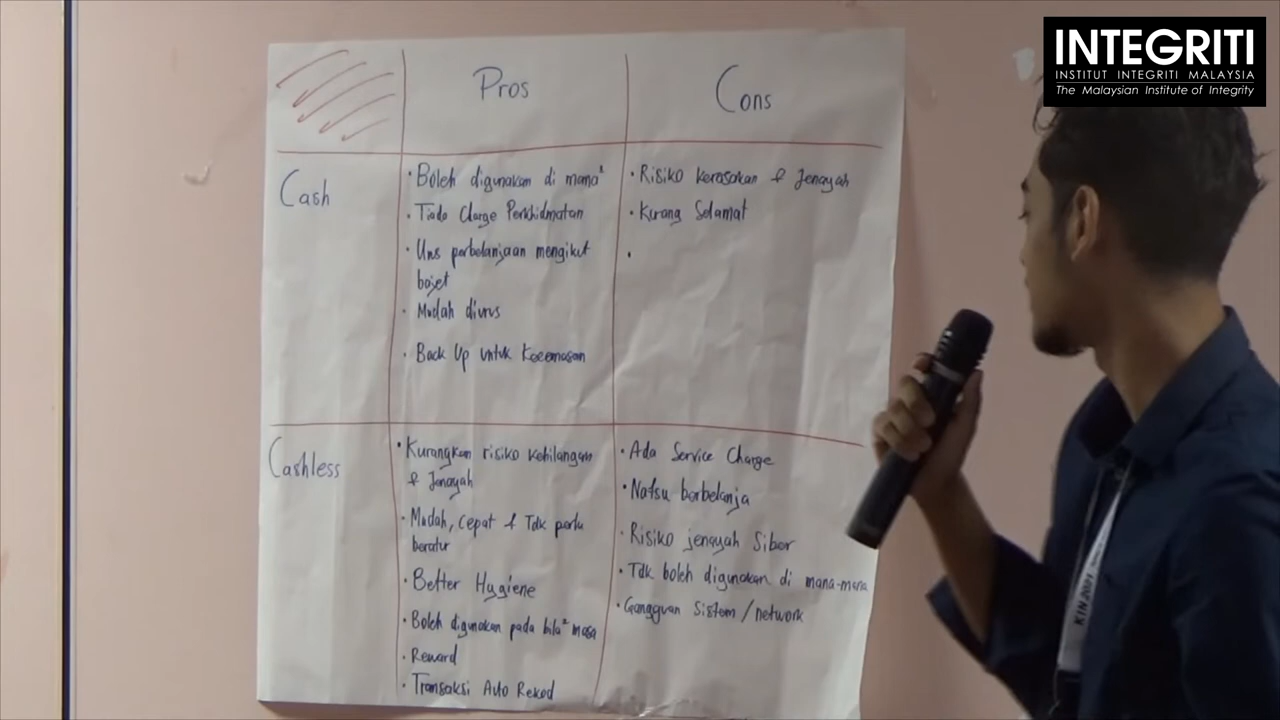 INTEGRITI
INSTITUT INTEGRITI MALAYSIA
The Malaysian Institute of Integrity
Pros
Cons
Cash
• Boleh digunakan di mana²
• Tiada Charge Perkhidmatan
• Urus perbelanjaan mengikut
bajet
• Mudah diurus
• Back Up untuk Kecemasan
• Risiko kerosakan & Jenayah
• Kurang Selamat
•
Cashless
• Kurangkan risiko kehilangan
& Jenayah
• Mudah, Cepat & Tdk perlu
beratur
• Better Hygiene
• Boleh digunakan pada bila² masa
• Reward
• Transaksi Auto Rekod
• Ada Service Charge
• Nafsu berbelanja
• Risiko jenayah Siber
• Tdk boleh digunakan di mana-mana
• Gangguan Sistem / network
KIN 2021